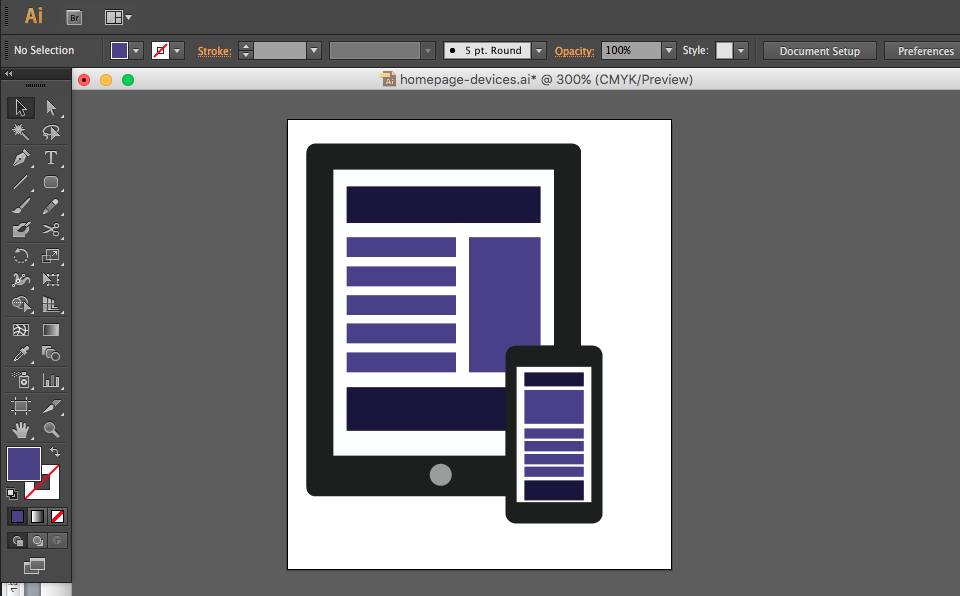 Ai
Br
No Selection
Stroke:
5 pt. Round
Opacity:
100%
Style:
Document Setup
Preferences
homepage-devices.ai* @ 300% (CMYK/Preview)
T